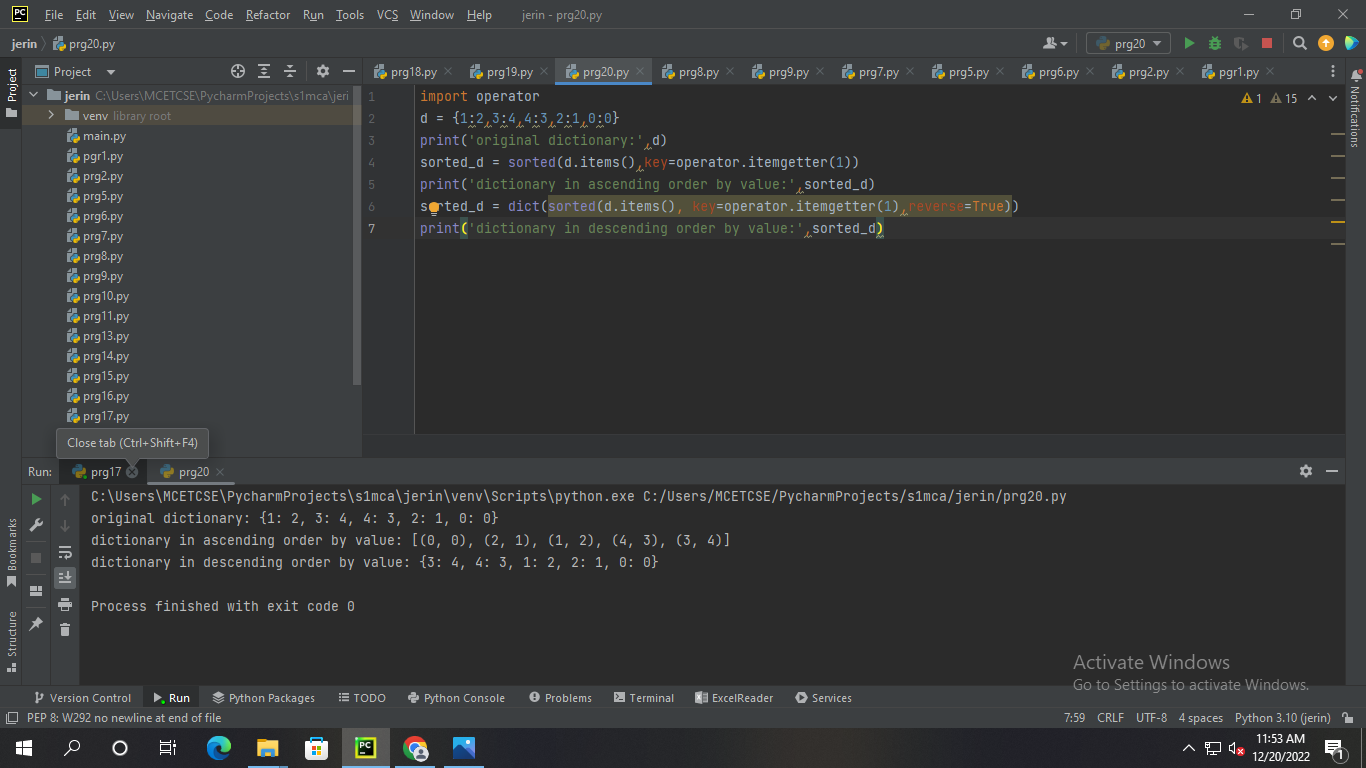 PC File Edit View Navigate Code Refactor Run Tools VCS Window Help jerin - prg20.py
jerin prg20.py prg20
Project
Project
jerin C:\Users\MCETCSE\PycharmProjects\s1mca\jeri
venv library root
main.py
pgr1.py
prg2.py
prg5.py
prg6.py
prg7.py
prg8.py
prg9.py
prg10.py
prg11.py
prg13.py
prg14.py
prg15.py
prg16.py
prg17.py
Close tab (Ctrl+Shift+F4)
prg18.py prg19.py prg20.py prg8.py prg9.py prg7.py prg5.py prg6.py prg2.py pgr1.py
Notifications
1 15
1 import operator
2 d = {1:2,3:4,4:3,2:1,0:0}
3 print('original dictionary:',d)
4 sorted_d = sorted(d.items(),key=operator.itemgetter(1))
5 print('dictionary in ascending order by value:',sorted_d)
6 sorted_d = dict(sorted(d.items(), key=operator.itemgetter(1),reverse=True))
7 print('dictionary in descending order by value:',sorted_d)
Run: prg17 prg20
C:\Users\MCETCSE\PycharmProjects\s1mca\jerin\venv\Scripts\python.exe C:/Users/MCETCSE/PycharmProjects/s1mca/jerin/prg20.py
original dictionary: {1: 2, 3: 4, 4: 3, 2: 1, 0: 0}
dictionary in ascending order by value: [(0, 0), (2, 1), (1, 2), (4, 3), (3, 4)]
dictionary in descending order by value: {3: 4, 4: 3, 1: 2, 2: 1, 0: 0}
Process finished with exit code 0
Bookmarks
Structure
Activate Windows
Go to Settings to activate Windows.
Version Control Run Python Packages TODO Python Console Problems Terminal ExcelReader Services
PEP 8: W292 no newline at end of file 7:59 CRLF UTF-8 4 spaces Python 3.10 (jerin)
PC
11:53 AM
12/20/2022
1